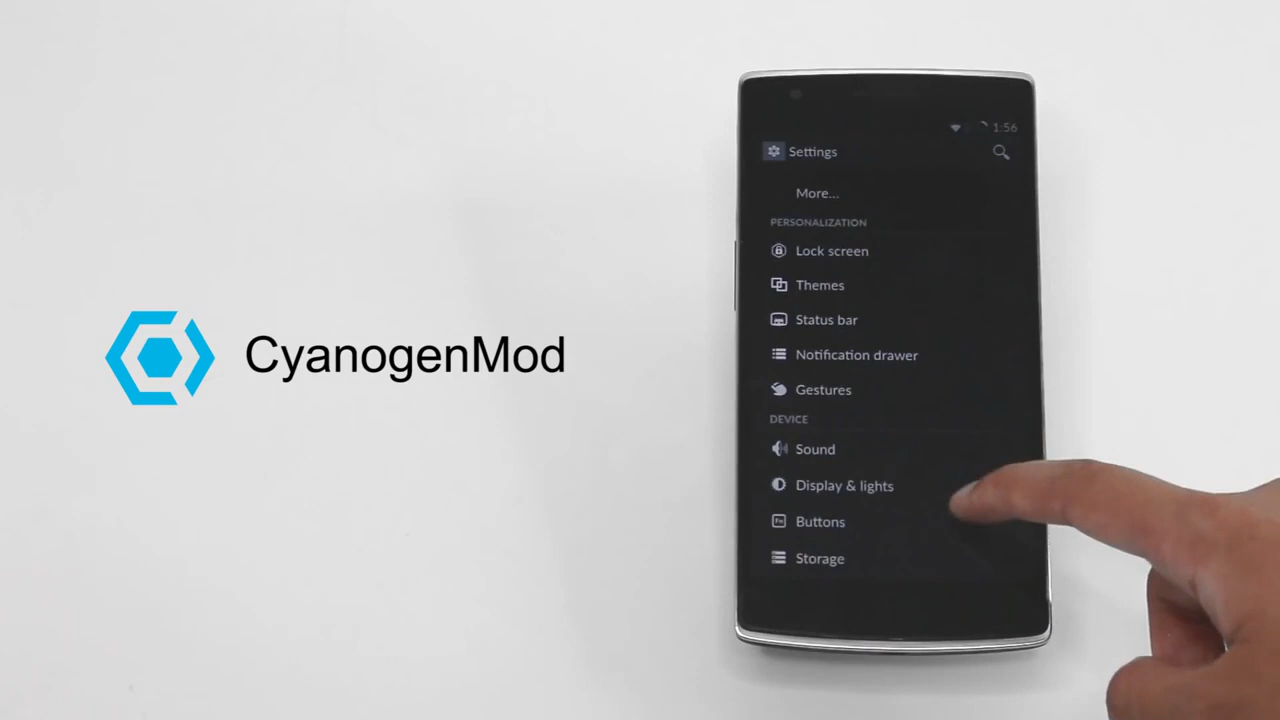 CyanogenMod
1:56
Settings
More...
PERSONALIZATION
Lock screen
Themes
Status bar
Notification drawer
Gestures
DEVICE
Sound
Display & lights
Buttons
Storage